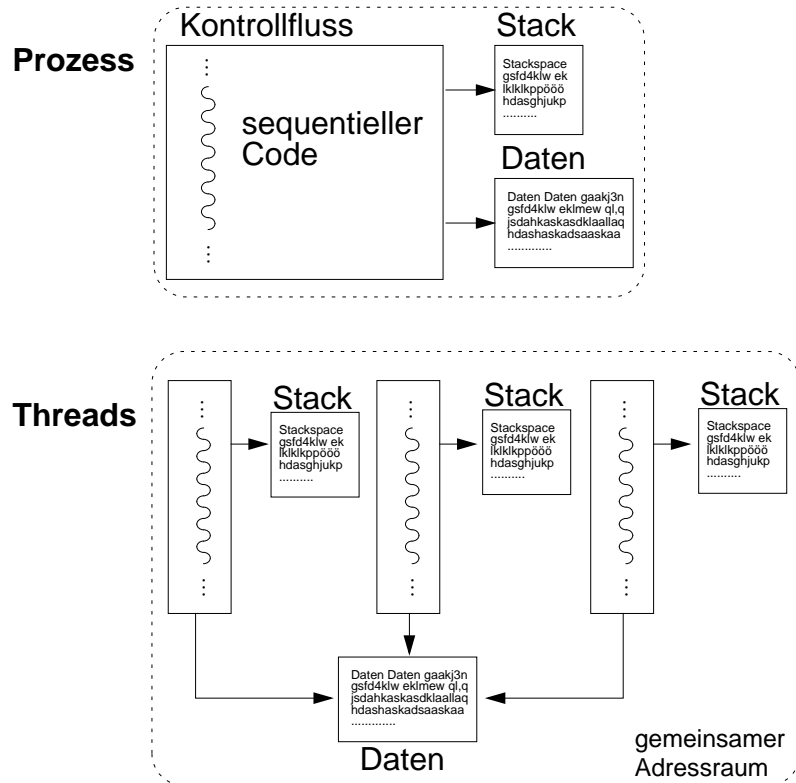 Kontrollfluss
Stack
Prozess
Stackspace
gsfd4klw ek
lklklkppööö
hdasghjukp
..........
sequentieller
Code
Daten
Daten Daten gaakj3n
gsfd4klw eklmew ql,q
jsdahkaskasdklaallaq
hdashaskadsaaskaa
.............
Threads
Stack
Stackspace
gsfd4klw ek
lklklkppööö
hdasghjukp
..........
Stack
Stackspace
gsfd4klw ek
lklklkppööö
hdasghjukp
..........
Stack
Stackspace
gsfd4klw ek
lklklkppööö
hdasghjukp
..........
Daten Daten gaakj3n
gsfd4klw eklmew ql,q
jsdahkaskasdklaallaq
hdashaskadsaaskaa
.............
Daten
gemeinsamer
Adressraum